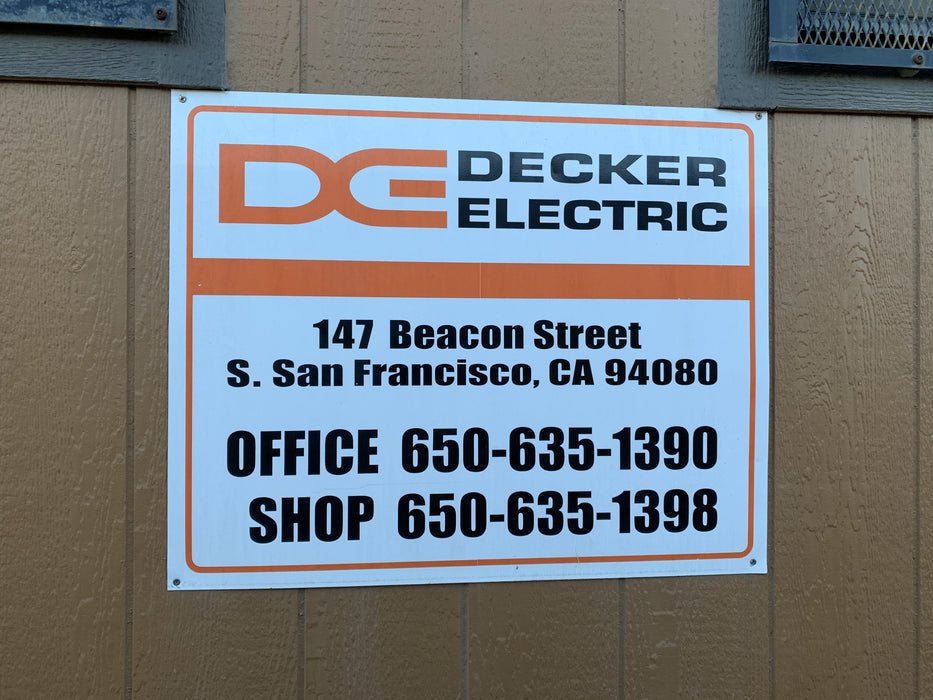 DE DECKER
ELECTRIC
147 Beacon Street
S. San Francisco, CA 94080
OFFICE 650-635-1390
SHOP 650-635-1398